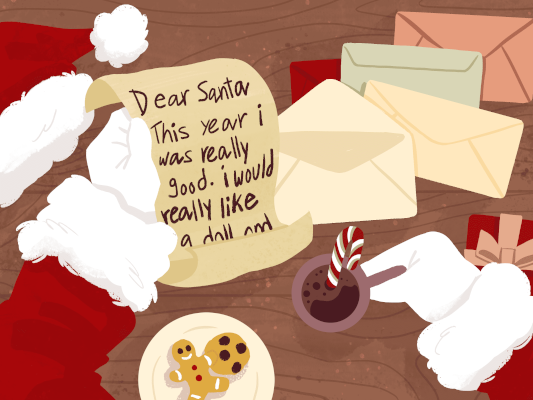 Dear Santa
This year i
was really
good. i would
really like
a doll and